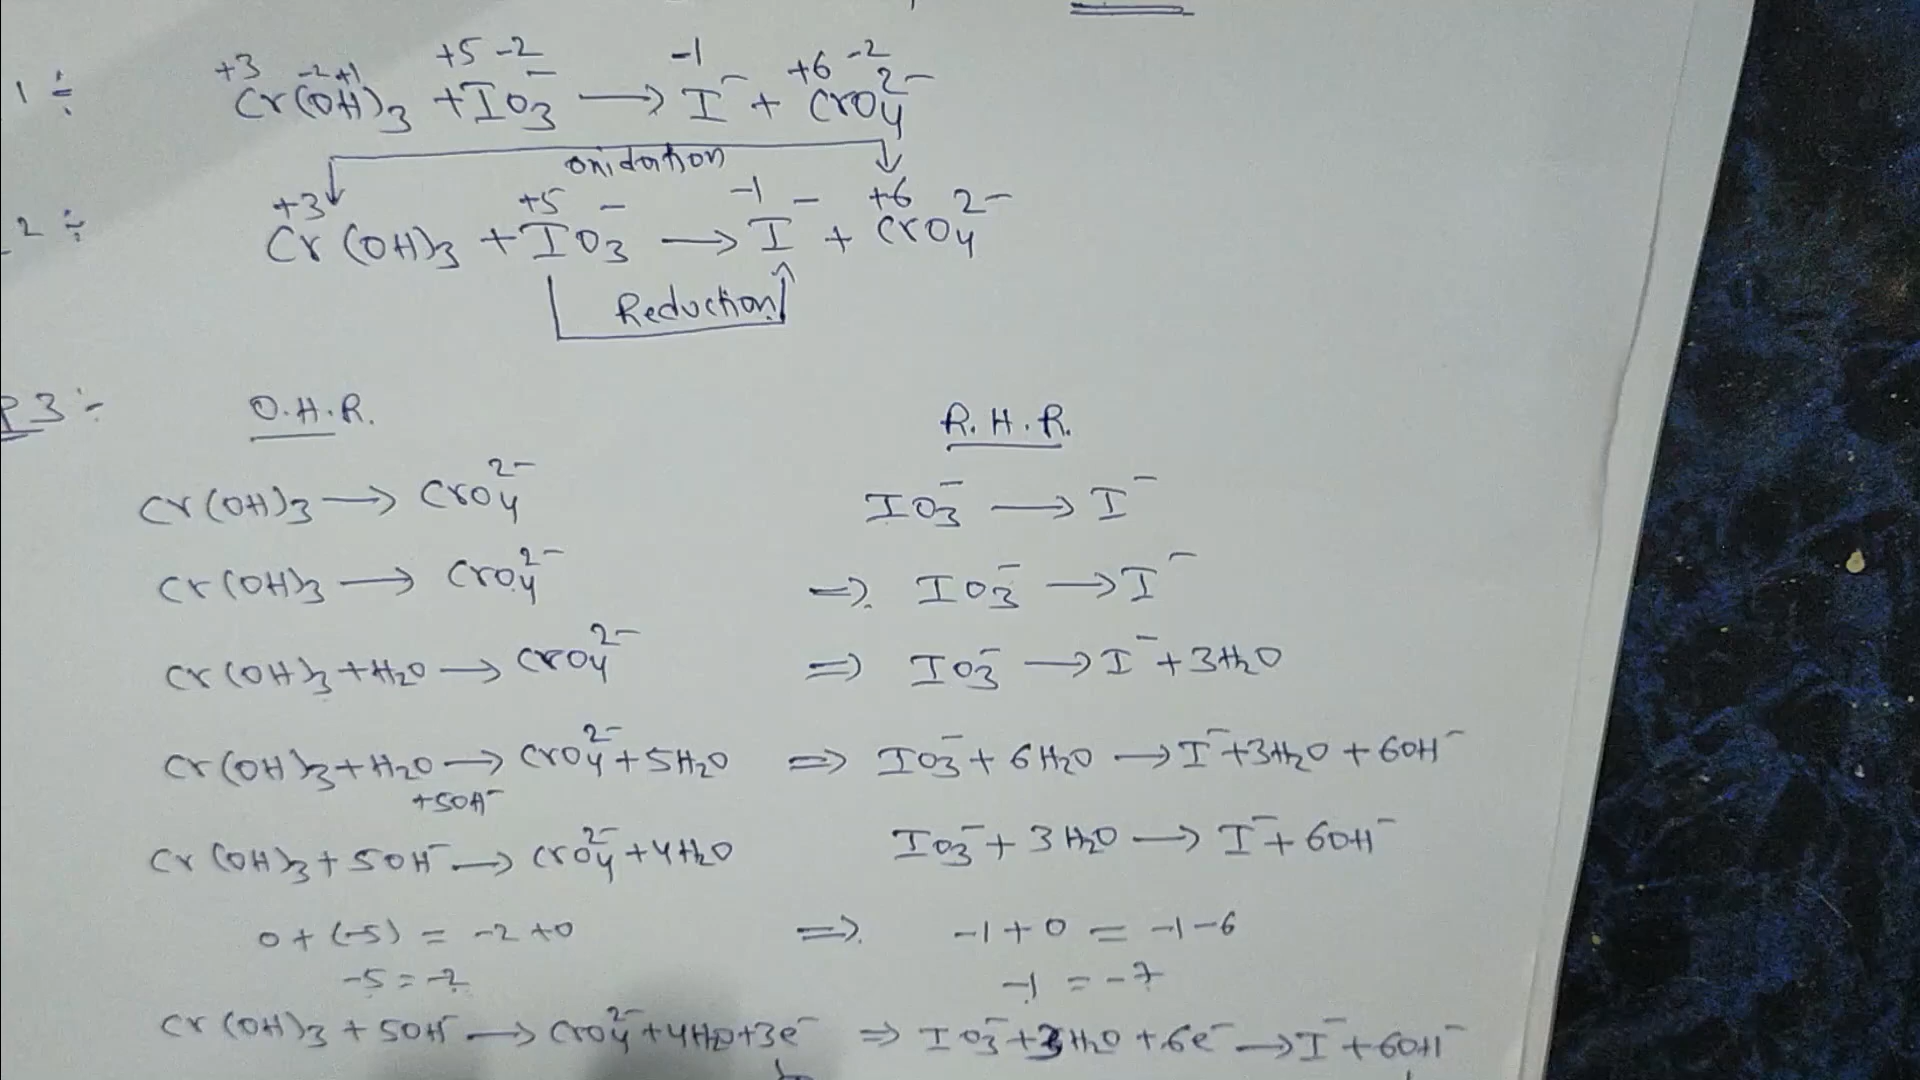 +3 -2 +1 +5 -2 -1 +6 -2
1 ÷ Cr(OH)3 + IO3^- → I^- + CrO4^2-
oxidation
+3 +5 -1 +6
2 ÷ Cr(OH)3 + IO3^- → I^- + CrO4^2-
Reduction
P3 :- O.H.R. R.H.R.
Cr(OH)3 → CrO4^2- IO3^- → I^-
Cr(OH)3 → CrO4^2- ⇒ IO3^- → I^-
Cr(OH)3 + H2O → CrO4^2- ⇒ IO3^- → I^- + 3H2O
Cr(OH)3 + H2O → CrO4^2- + 5H2O ⇒ IO3^- + 6H2O → I^- + 3H2O + 6OH^-
+5OH^-
Cr(OH)3 + 5OH^- → CrO4^2- + 4H2O IO3^- + 3H2O → I^- + 6OH^-
0 + (-5) = -2 + 0 ⇒ -1 + 0 = -1 - 6
-5 = -2 -1 = -7
Cr(OH)3 + 5OH^- → CrO4^2- + 4H2O + 3e^- ⇒ IO3^- + 3H2O + 6e^- → I^- + 6OH^-